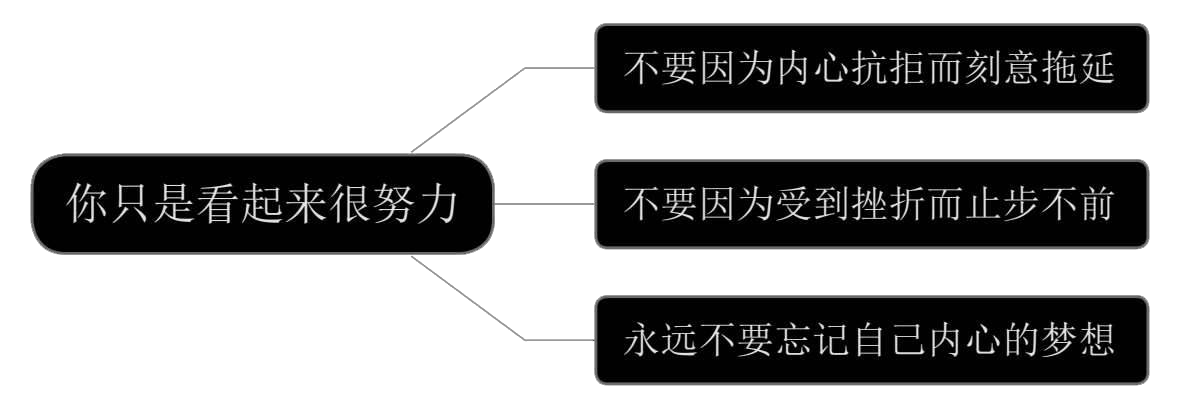 你只是看起来很努力
不要因为内心抗拒而刻意拖延
不要因为受到挫折而止步不前
永远不要忘记自己内心的梦想